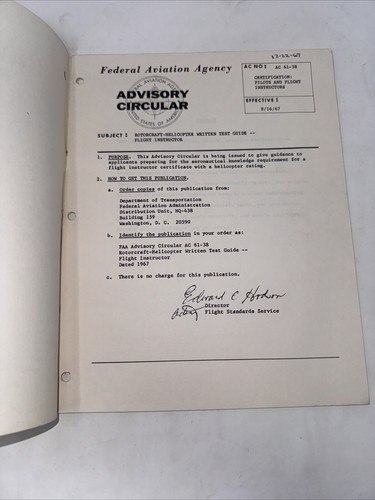 12-22-67
Federal Aviation Agency
AC NO : AC 61-38
CERTIFICATION:
PILOTS AND FLIGHT
INSTRUCTORS
ADVISORY
CIRCULAR
EFFECTIVE :
8/16/67
SUBJECT : ROTORCRAFT-HELICOPTER WRITTEN TEST GUIDE --
FLIGHT INSTRUCTOR
1. PURPOSE. This Advisory Circular is being issued to give guidance to
applicants preparing for the aeronautical knowledge requirement for a
flight instructor certificate with a helicopter rating.
2. HOW TO GET THIS PUBLICATION.
a. Order copies of this publication from:
Department of Transportation
Federal Aviation Administration
Distribution Unit, HQ-438
Building 159
Washington, D. C. 20590
b. Identify the publication in your order as:
FAA Advisory Circular AC 61-38
Rotorcraft-Helicopter Written Test Guide --
Flight Instructor
Dated 1967
c. There is no charge for this publication.
Edward C Hodson
Acting Director
Flight Standards Service